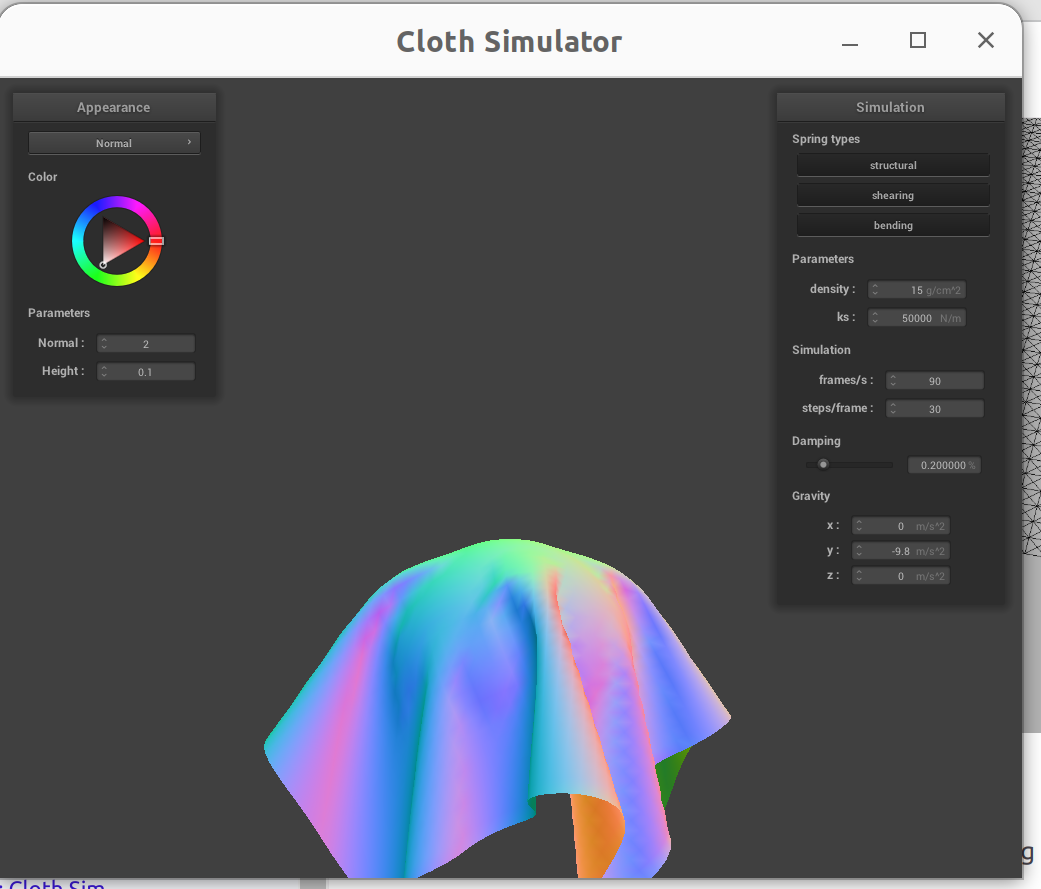 Cloth Simulator
Appearance
Normal
Color
Parameters
Normal : 2
Height : 0.1
Simulation
Spring types
structural
shearing
bending
Parameters
density : 15 g/cm^2
ks : 50000 N/m
Simulation
frames/s : 90
steps/frame : 30
Damping
0.200000 %
Gravity
x : 0 m/s^2
y : -9.8 m/s^2
z : 0 m/s^2
g
: Cloth Sim